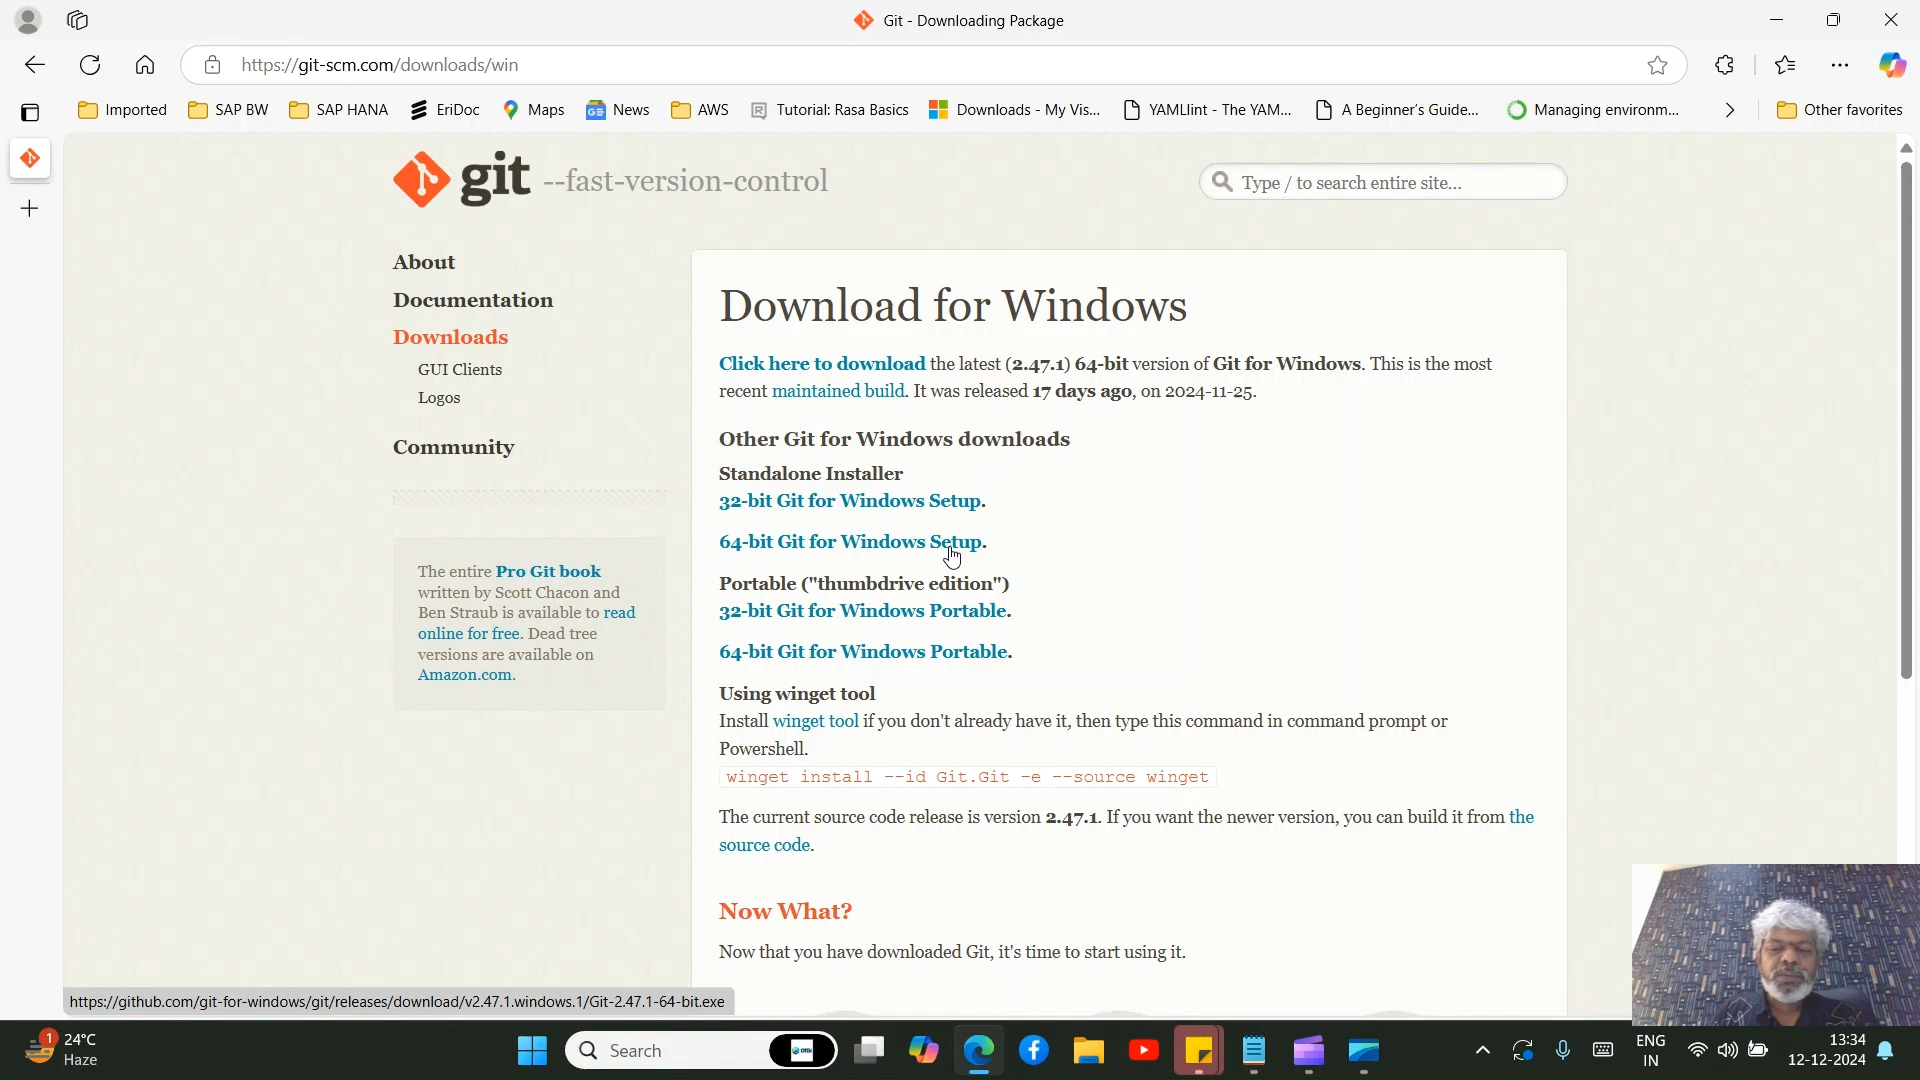 Git - Downloading Package
https://git-scm.com/downloads/win
Imported
SAP BW
SAP HANA
EriDoc
Maps
News
AWS
Tutorial: Rasa Basics
Downloads - My Vis...
YAMLlint - The YAM...
A Beginner's Guide...
Managing environm...
Other favorites
git --fast-version-control
Type / to search entire site...
About
Documentation
Downloads
GUI Clients
Logos
Community
The entire Pro Git book
written by Scott Chacon and
Ben Straub is available to read
online for free. Dead tree
versions are available on
Amazon.com.
Download for Windows
Click here to download the latest (2.47.1) 64-bit version of Git for Windows. This is the most
recent maintained build. It was released 17 days ago, on 2024-11-25.
Other Git for Windows downloads
Standalone Installer
32-bit Git for Windows Setup.
64-bit Git for Windows Setup.
Portable ("thumbdrive edition")
32-bit Git for Windows Portable.
64-bit Git for Windows Portable.
Using winget tool
Install winget tool if you don't already have it, then type this command in command prompt or
Powershell.
winget install --id Git.Git -e --source winget
The current source code release is version 2.47.1. If you want the newer version, you can build it from the
source code.
Now What?
Now that you have downloaded Git, it's time to start using it.
https://github.com/git-for-windows/git/releases/download/v2.47.1.windows.1/Git-2.47.1-64-bit.exe
1
24°C
Haze
Search
ENG
IN
13:34
12-12-2024